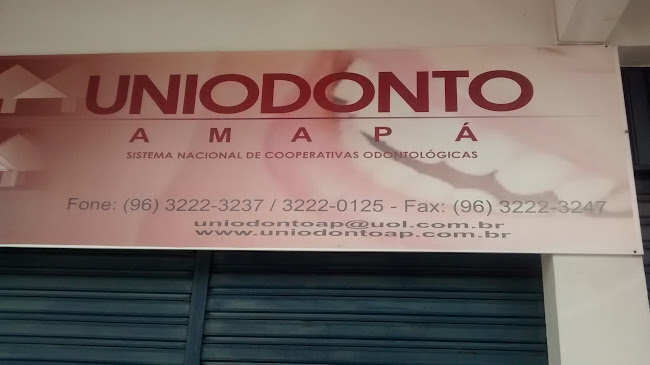 UNIODONTO
AMAPÁ
SISTEMA NACIONAL DE COOPERATIVAS ODONTOLÓGICAS
Fone: (96) 3222-3237 / 3222-0125 - Fax: (96) 3222-3247
uniodontoap@uol.com.br
www.uniodontoap.com.br